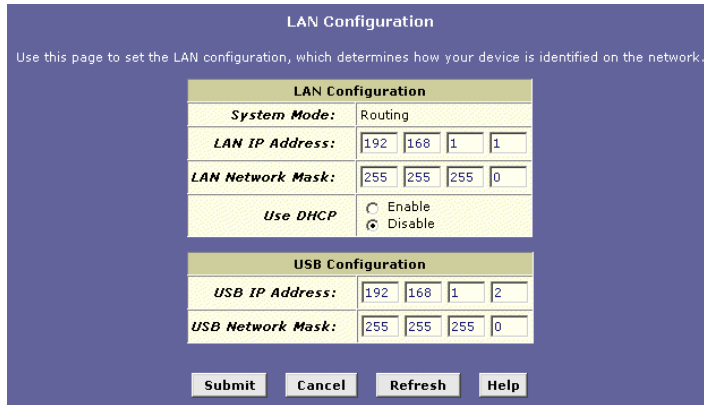 LAN Configuration
Use this page to set the LAN configuration, which determines how your device is identified on the network.
LAN Configuration
System Mode: Routing
LAN IP Address: 192 168 1 1
LAN Network Mask: 255 255 255 0
Use DHCP Enable
Disable
USB Configuration
USB IP Address: 192 168 1 2
USB Network Mask: 255 255 255 0
Submit Cancel Refresh Help